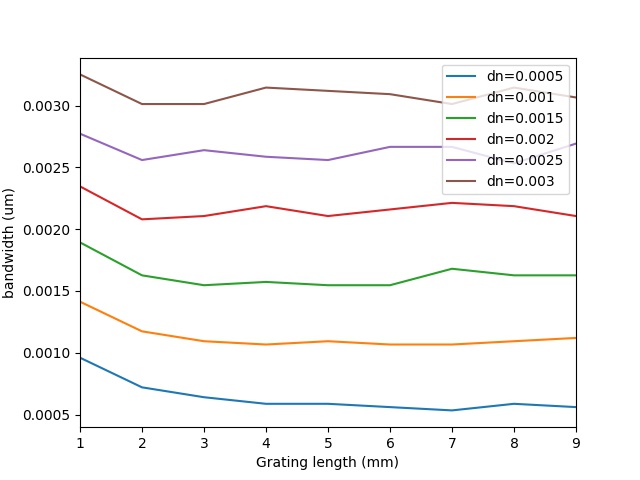 dn=0.0005
dn=0.001
dn=0.0015
dn=0.002
dn=0.0025
dn=0.003
0.0030
0.0025
0.0020
0.0015
0.0010
0.0005
bandwidth (um)
1 2 3 4 5 6 7 8 9
Grating length (mm)